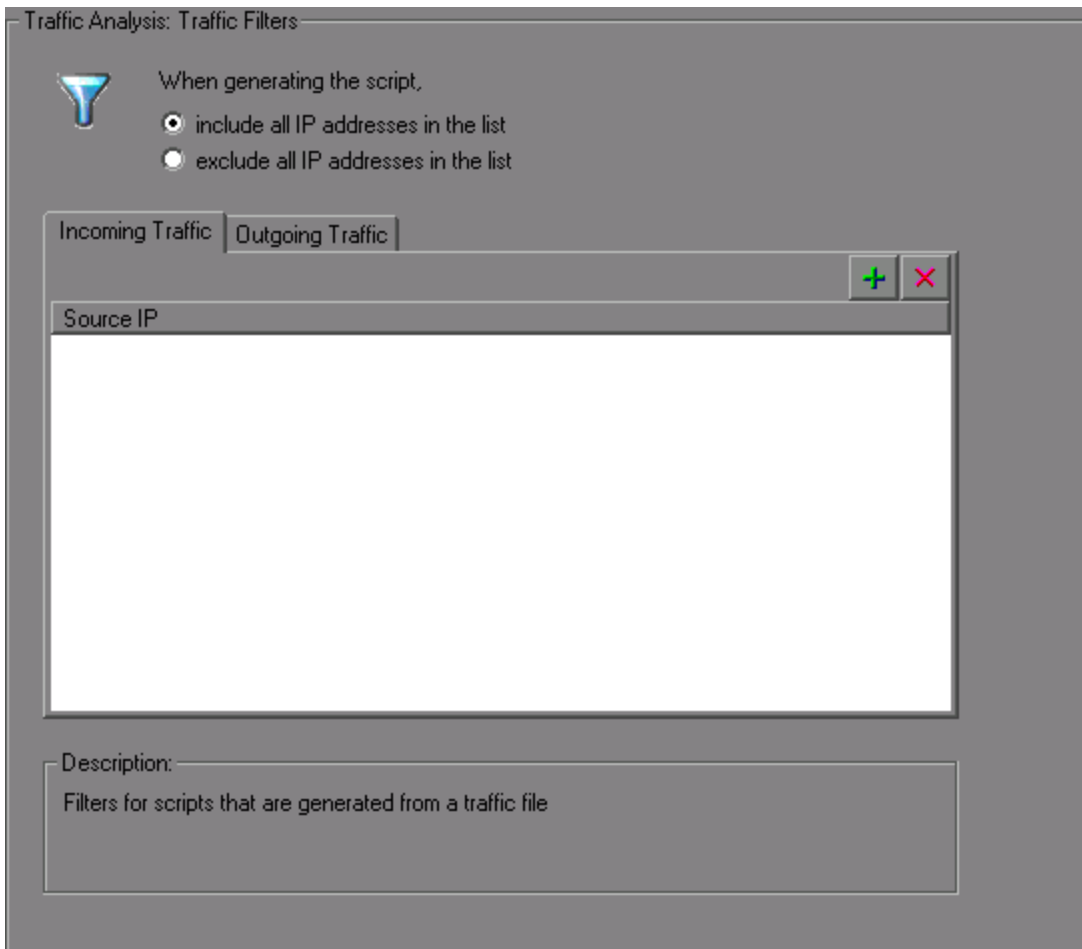 Traffic Analysis: Traffic Filters
When generating the script,
include all IP addresses in the list
exclude all IP addresses in the list
Incoming Traffic Outgoing Traffic
Source IP
Description:
Filters for scripts that are generated from a traffic file